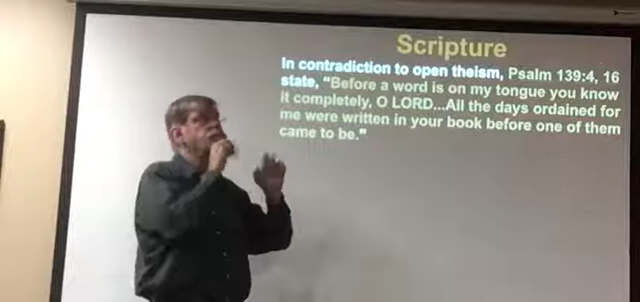 Scripture
In contradiction to open theism, Psalm 139:4, 16
state, "Before a word is on my tongue you know
it completely, O LORD...All the days ordained for
me were written in your book before one of them
came to be."